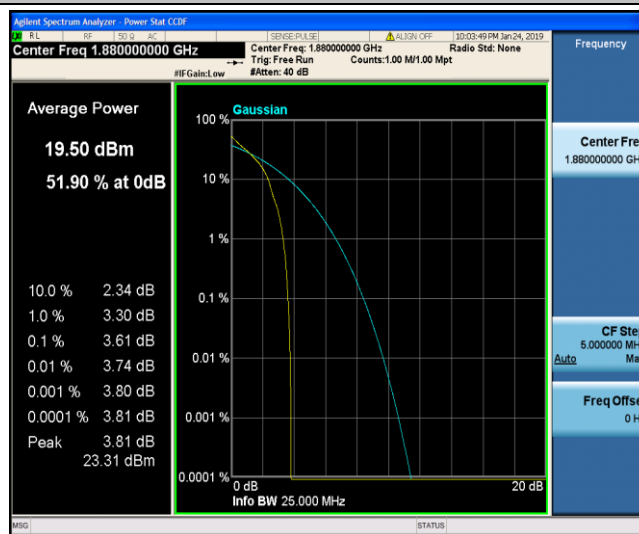 Agilent Spectrum Analyzer - Power Stat CCDF
RL RF 50 Ω AC SENSE:PULSE ALIGN OFF 10:03:49 PM Jan 24, 2019
Center Freq 1.880000000 GHz
Center Freq: 1.880000000 GHz Radio Std: None
Trig: Free Run Counts:1.00 M/1.00 Mpt
#IFGain:Low #Atten: 40 dB
Frequency
Average Power
19.50 dBm
51.90 % at 0dB
10.0 % 2.34 dB
1.0 % 3.30 dB
0.1 % 3.61 dB
0.01 % 3.74 dB
0.001 % 3.80 dB
0.0001 % 3.81 dB
Peak 3.81 dB
23.31 dBm
Gaussian
100 %
10 %
1 %
0.1 %
0.01 %
0.001 %
0.0001 %
0 dB 20 dB
Info BW 25.000 MHz
Center Fre
1.880000000 GH
CF Ste
5.000000 MH
Auto Ma
Freq Offse
0 H
MSG STATUS